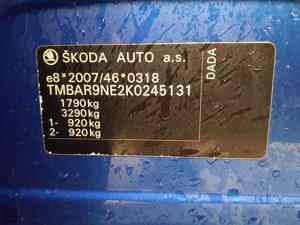 ŠKODA AUTO a.s.
e8*2007/46*0318
TMBAR9NE2K0245131
1790kg
3290kg
1- 920kg
2- 920kg
DADA